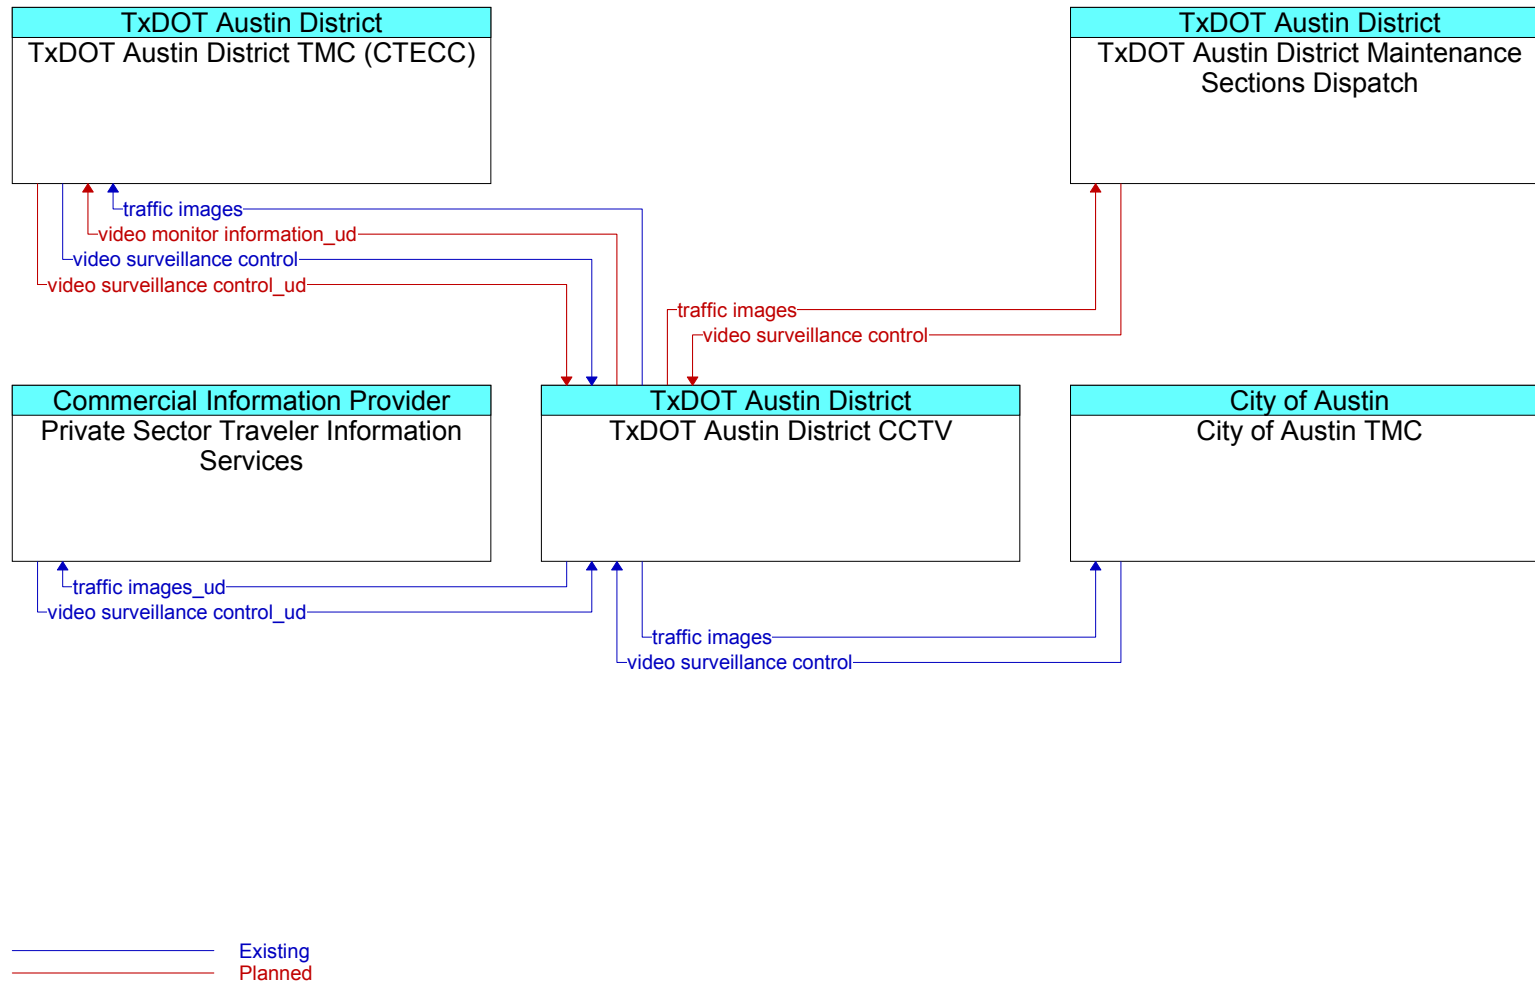 TxDOT Austin District
TxDOT Austin District TMC (CTECC)
TxDOT Austin District
TxDOT Austin District Maintenance
Sections Dispatch
traffic images
video monitor information_ud
video surveillance control
video surveillance control_ud
traffic images
video surveillance control
Commercial Information Provider
Private Sector Traveler Information
Services
TxDOT Austin District
TxDOT Austin District CCTV
City of Austin
City of Austin TMC
traffic images_ud
video surveillance control_ud
traffic images
video surveillance control
Existing
Planned